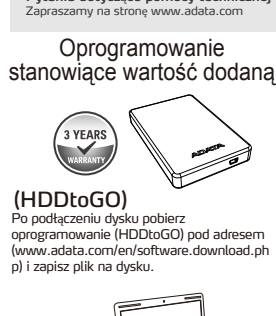 Pytania dotyczące pomocy technicznej
Zapraszamy na stronę www.adata.com
Oprogramowanie
stanowiące wartość dodaną
3 YEARS
WARRANTY
ADATA
(HDDtoGO)
Po podłączeniu dysku pobierz
oprogramowanie (HDDtoGO) pod adresem
(www.adata.com/en/software.download.ph
p) i zapisz plik na dysku.